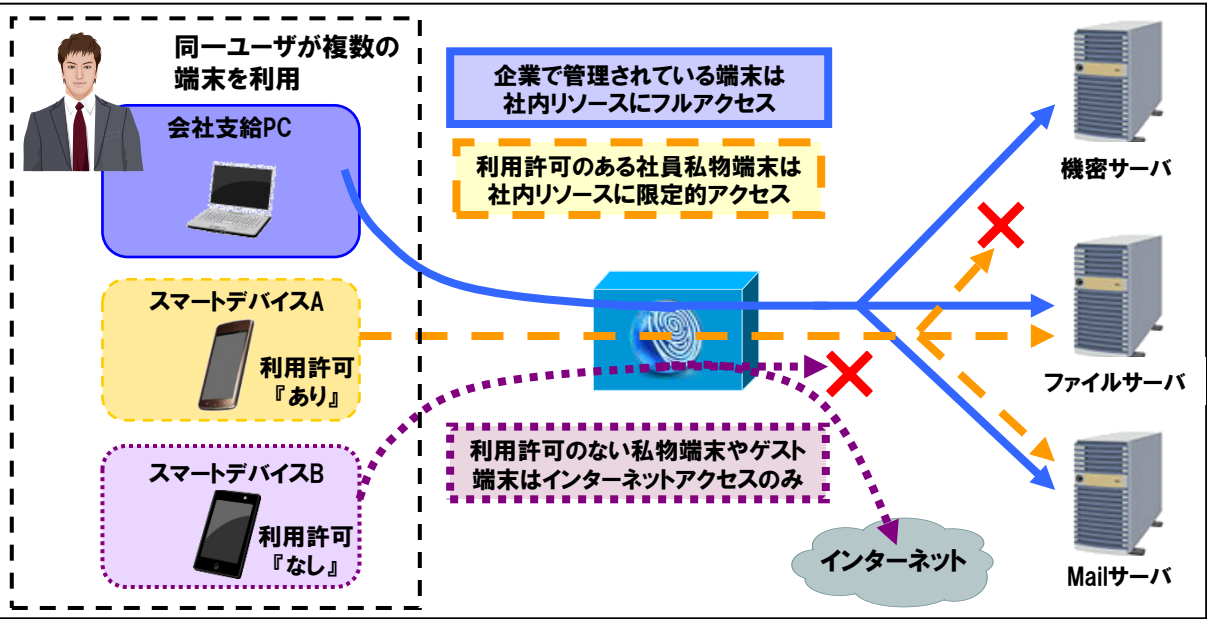 同一ユーザが複数の
端末を利用
会社支給PC
スマートデバイスA
利用許可
『あり』
スマートデバイスB
利用許可
『なし』
企業で管理されている端末は
社内リソースにフルアクセス
利用許可のある社員私物端末は
社内リソースに限定的アクセス
利用許可のない私物端末やゲスト
端末はインターネットアクセスのみ
インターネット
機密サーバ
ファイルサーバ
Mailサーバ